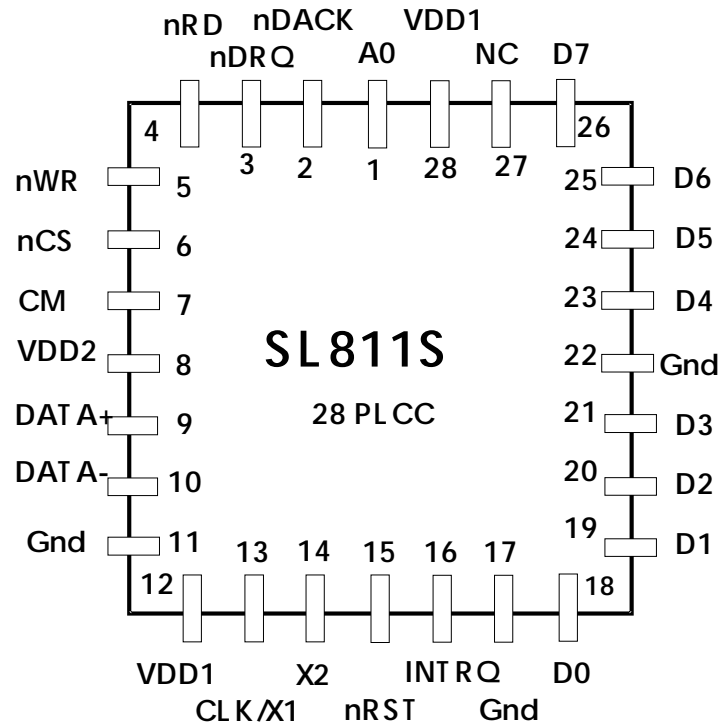 nRD nDACK VDD1
nDRQ A0 NC D7
4 3 2 1 28 27 26
nWR 5 25 D6
nCS 6 24 D5
CM 7 23 D4
SL811S
VDD2 8 22 Gnd
28 PLCC
DATA+ 9 21 D3
DATA- 10 20 D2
Gnd 11 19 D1
12 13 14 15 16 17 18
VDD1 X2 INTRQ D0
CLK/X1 nRST Gnd